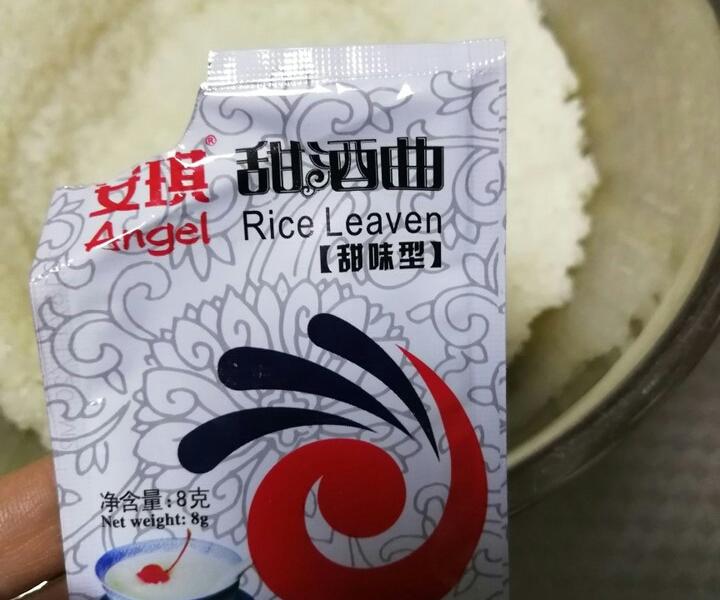 安琪® 甜酒曲
Angel Rice Leaven
【甜味型】
净含量:8克
Net weight: 8g